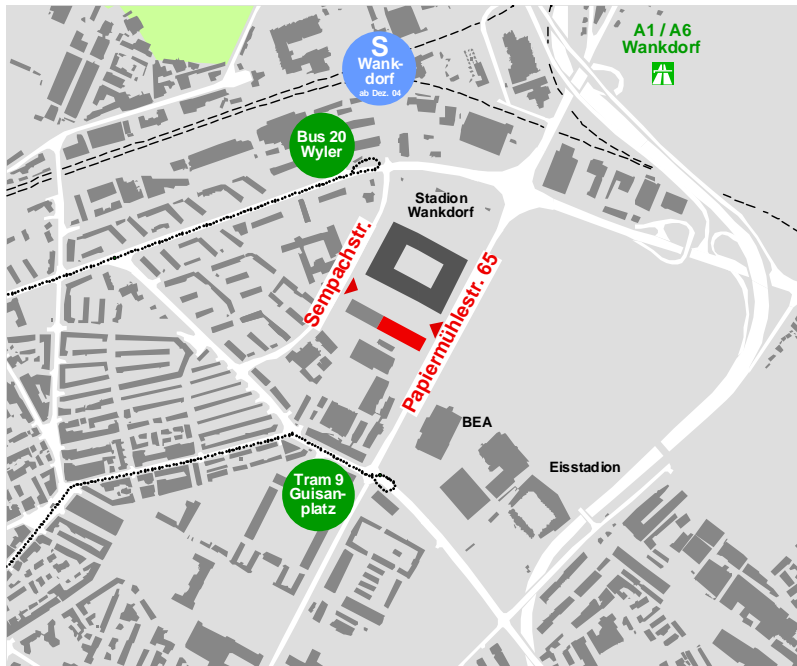 S
Wank-
dorf
ab Dez. 04
A1 / A6
Wankdorf
Bus 20
Wyler
Stadion
Wankdorf
Sempachstr.
Papiermühlestr. 65
BEA
Eisstadion
Tram 9
Guisan-
platz